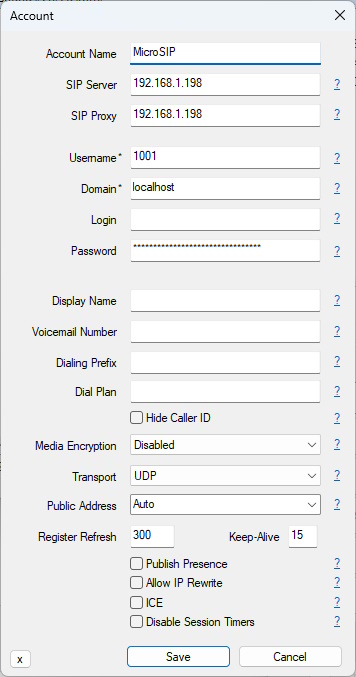 Account
Account Name MicroSIP
SIP Server 192.168.1.198 ?
SIP Proxy 192.168.1.198 ?
Username* 1001 ?
Domain* localhost ?
Login ?
Password ******************************** ?
Display Name ?
Voicemail Number ?
Dialing Prefix ?
Dial Plan ?
Hide Caller ID ?
Media Encryption Disabled ?
Transport UDP ?
Public Address Auto ?
Register Refresh 300 Keep-Alive 15 ?
Publish Presence ?
Allow IP Rewrite ?
ICE ?
Disable Session Timers ?
x Save Cancel